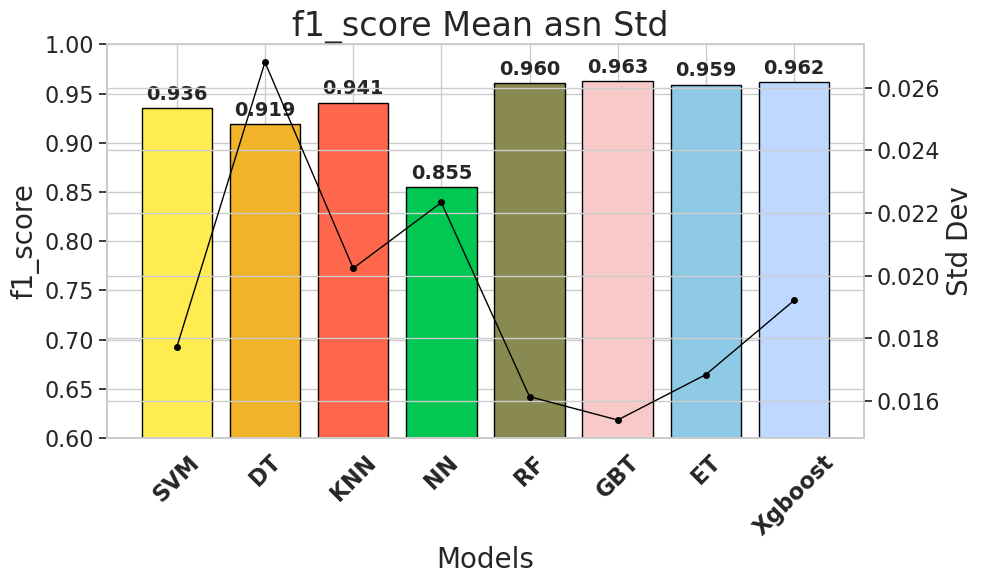 f1_score Mean asn Std
1.00
0.95
0.90
0.85
0.80
0.75
0.70
0.65
0.60
f1_score
0.936
0.919
0.941
0.855
0.960
0.963
0.959
0.962
0.026
0.024
0.022
0.020
0.018
0.016
Std Dev
SVM
DT
KNN
NN
RF
GBT
ET
Xgboost
Models